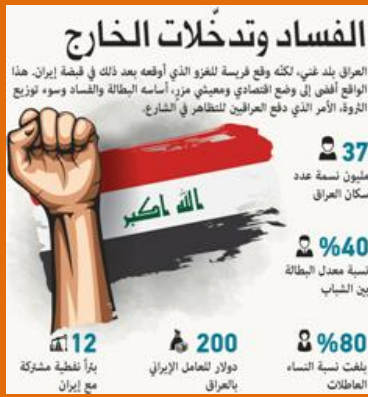 الفساد وتدخّلات الخارج
العراق بلد غني، لكنّه وقع فريسة للغزو الذي أوقعه بعد ذلك في قبضة إيران. هذا
الواقع أفضى إلى وضع اقتصادي ومعيشي مزرٍ، أساسه البطالة والفساد وسوء توزيع
الثروة، الأمر الذي دفع العراقيين للتظاهر في الشارع.
37
مليون نسمة عدد
سكان العراق
الله اكبر
%40
نسبة معدل البطالة
بين الشباب
%80
بلغت نسبة النساء
العاطلات
200
دولار للعامل الإيراني
بالعراق
12
بئراً نفطية مشتركة
مع إيران